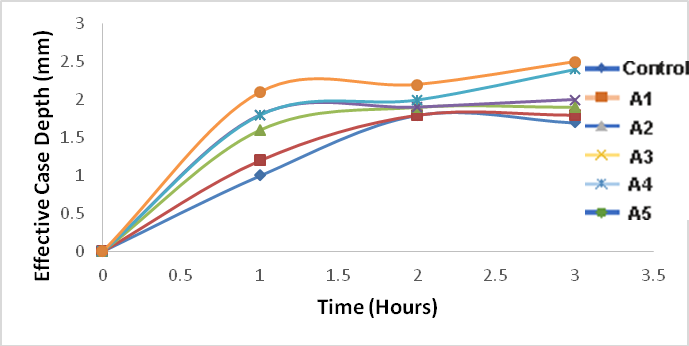 3
2.5
2
1.5
1
0.5
0
0 0.5 1 1.5 2 2.5 3 3.5
Effective Case Depth (mm)
Time (Hours)
Control
A1
A2
A3
A4
A5